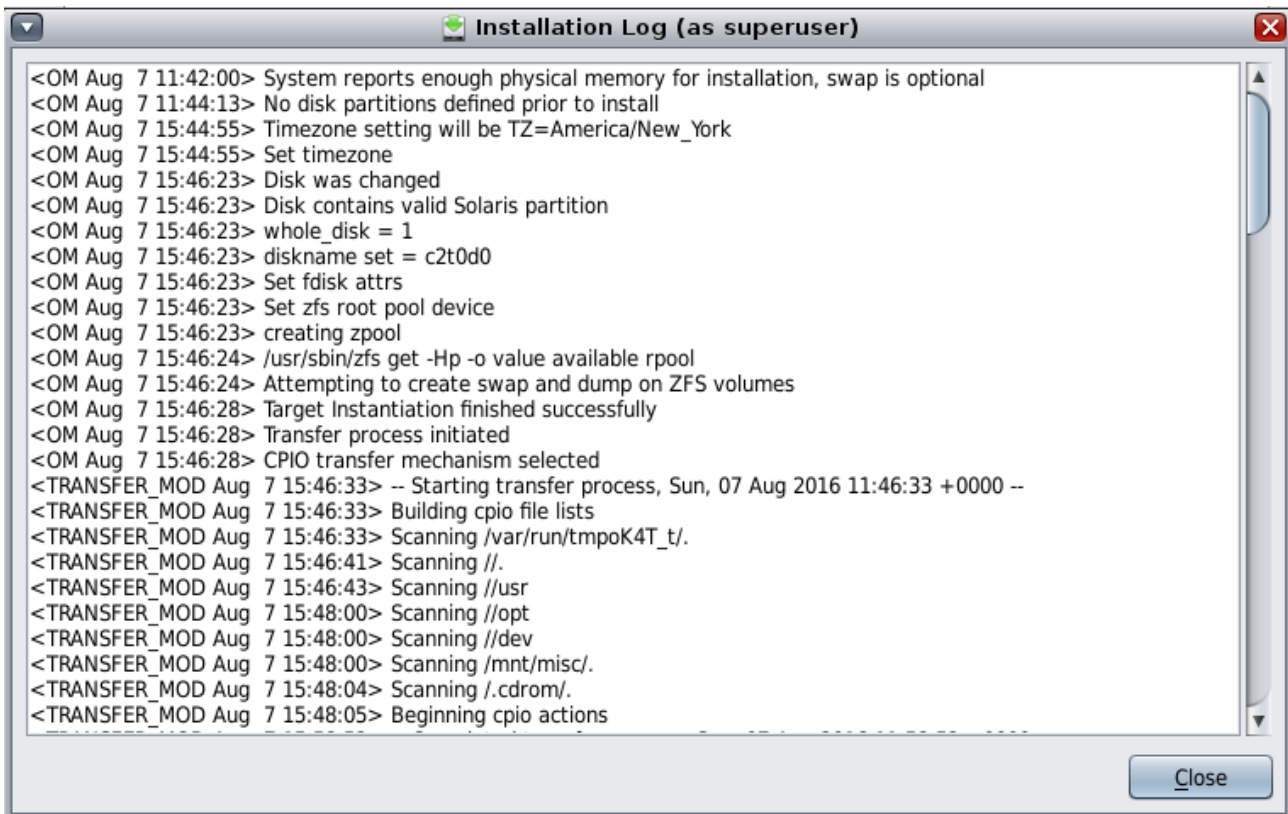 Installation Log (as superuser)
<OM Aug  7 11:42:00> System reports enough physical memory for installation, swap is optional
<OM Aug  7 11:44:13> No disk partitions defined prior to install
<OM Aug  7 15:44:55> Timezone setting will be TZ=America/New_York
<OM Aug  7 15:44:55> Set timezone
<OM Aug  7 15:46:23> Disk was changed
<OM Aug  7 15:46:23> Disk contains valid Solaris partition
<OM Aug  7 15:46:23> whole_disk = 1
<OM Aug  7 15:46:23> diskname set = c2t0d0
<OM Aug  7 15:46:23> Set fdisk attrs
<OM Aug  7 15:46:23> Set zfs root pool device
<OM Aug  7 15:46:23> creating zpool
<OM Aug  7 15:46:24> /usr/sbin/zfs get -Hp -o value available rpool
<OM Aug  7 15:46:24> Attempting to create swap and dump on ZFS volumes
<OM Aug  7 15:46:28> Target Instantiation finished successfully
<OM Aug  7 15:46:28> Transfer process initiated
<OM Aug  7 15:46:28> CPIO transfer mechanism selected
<TRANSFER_MOD Aug  7 15:46:33> -- Starting transfer process, Sun, 07 Aug 2016 11:46:33 +0000 --
<TRANSFER_MOD Aug  7 15:46:33> Building cpio file lists
<TRANSFER_MOD Aug  7 15:46:33> Scanning /var/run/tmpoK4T_t/.
<TRANSFER_MOD Aug  7 15:46:41> Scanning //.
<TRANSFER_MOD Aug  7 15:46:43> Scanning //usr
<TRANSFER_MOD Aug  7 15:48:00> Scanning //opt
<TRANSFER_MOD Aug  7 15:48:00> Scanning //dev
<TRANSFER_MOD Aug  7 15:48:00> Scanning /mnt/misc/.
<TRANSFER_MOD Aug  7 15:48:04> Scanning /.cdrom/.
<TRANSFER_MOD Aug  7 15:48:05> Beginning cpio actions
Close